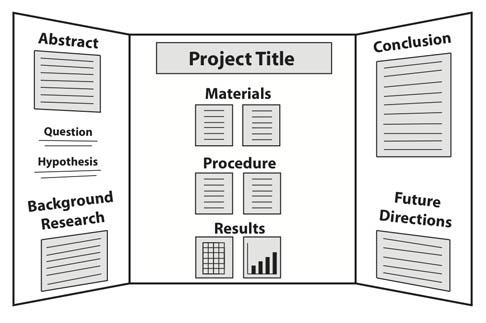 Abstract
Question
Hypothesis
Background
Research
Project Title
Materials
Procedure
Results
Conclusion
Future
Directions